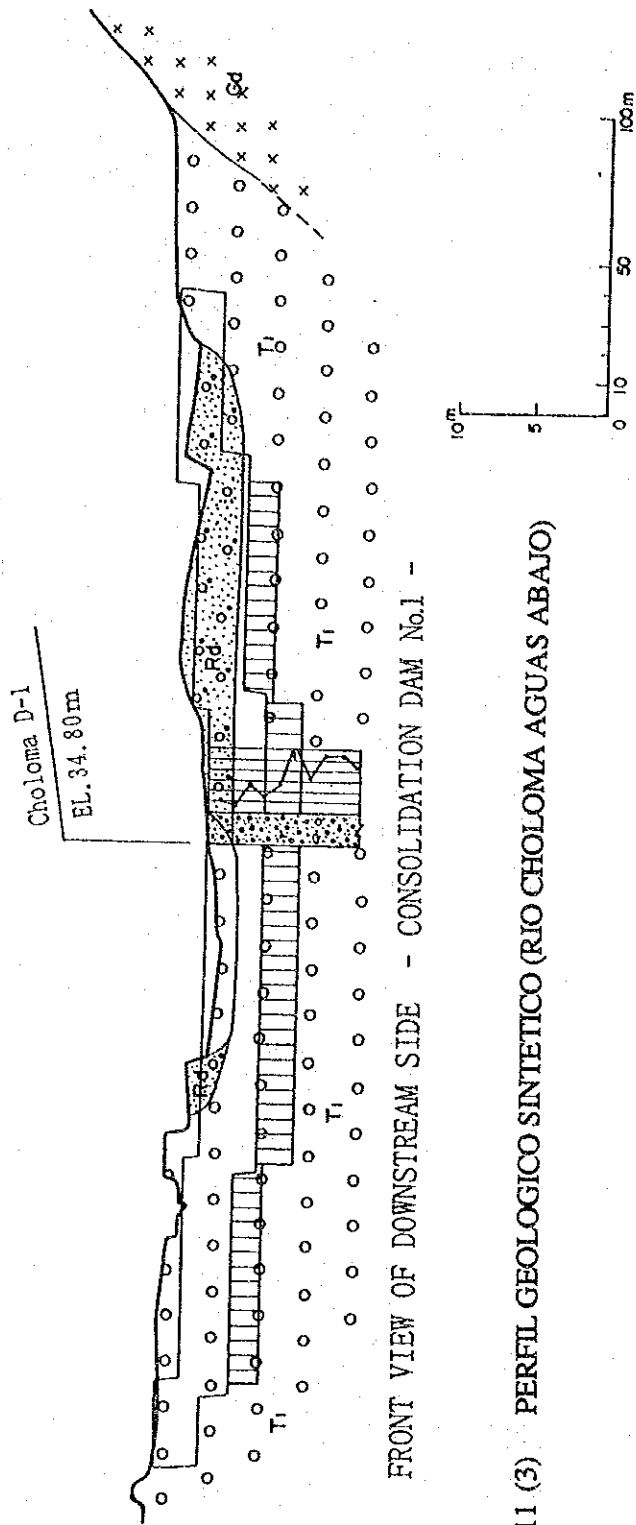 Choloma D-1
EL.34.80m
Rd
Rd
Gd
T1
T1
T1
T1
FRONT VIEW OF DOWNSTREAM SIDE - CONSOLIDATION DAM No.1 -
10m
5
0
10
50
100m
11 (3) PERFIL GEOLOGICO SINTETICO (RIO CHOLOMA AGUAS ABAJO)